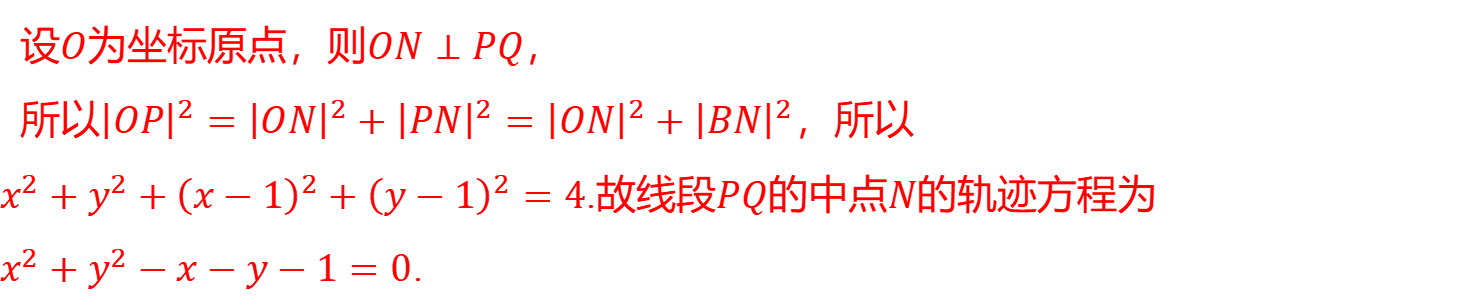 设O为坐标原点，则ON ⊥ PQ，
所以|OP|² = |ON|² + |PN|² = |ON|² + |BN|²，所以
x² + y² + (x − 1)² + (y − 1)² = 4.故线段PQ的中点N的轨迹方程为
x² + y² − x − y − 1 = 0.